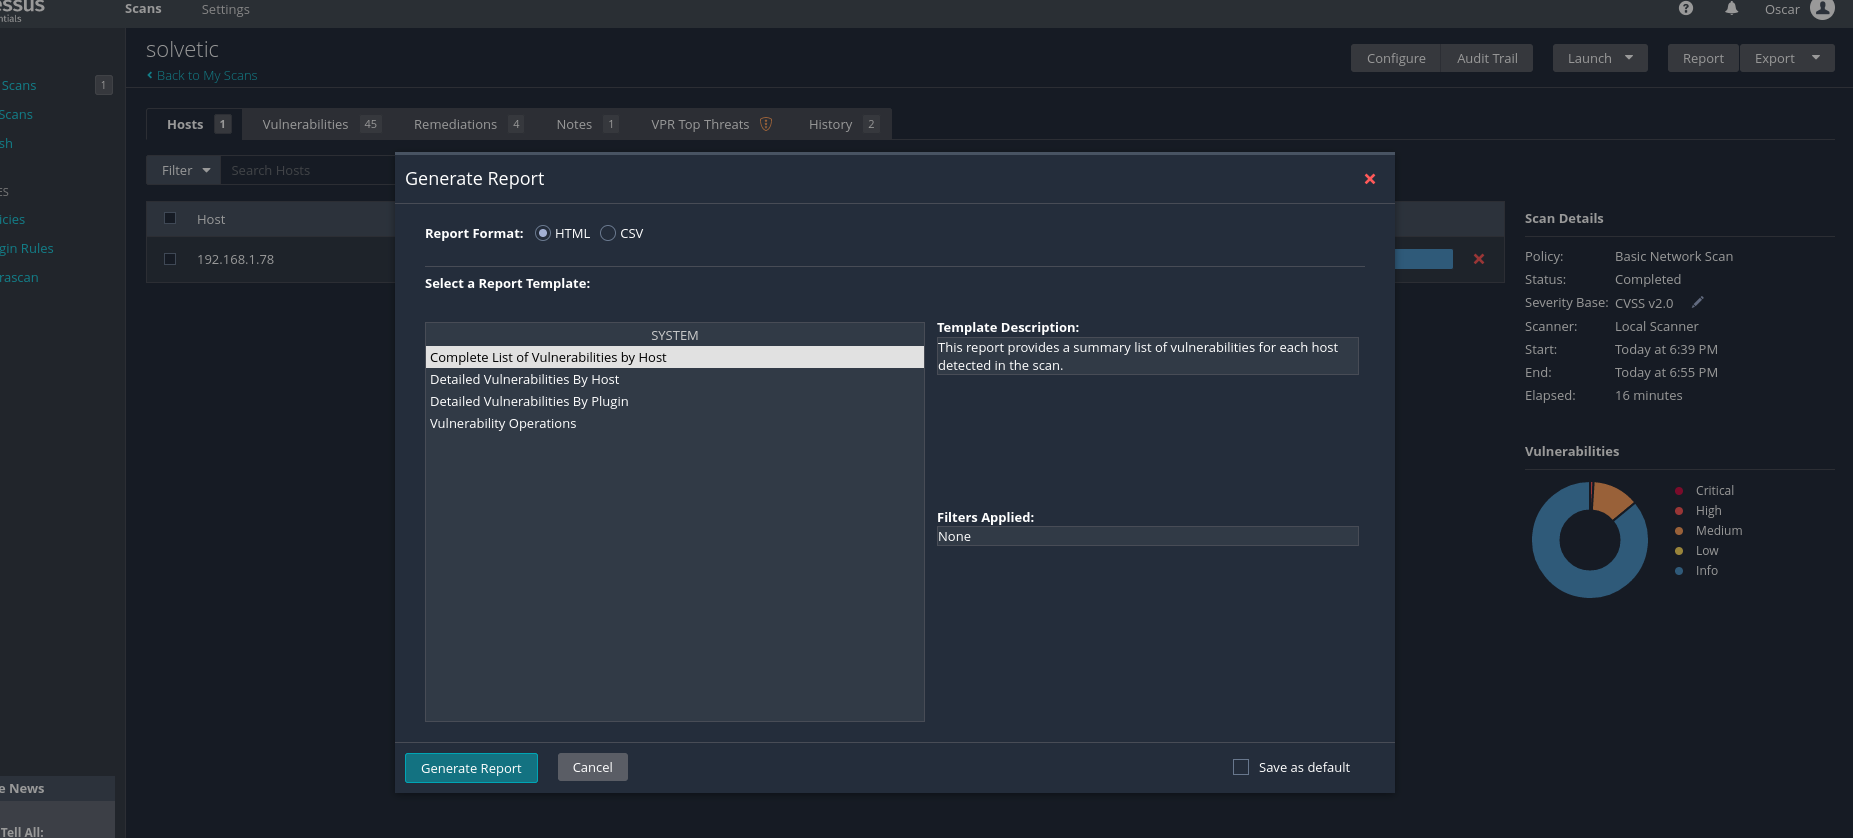 essus
entials
Scans
Settings
Oscar
solvetic
Back to My Scans
Configure
Audit Trail
Launch
Report
Export
Scans
1
Scans
sh
ES
icies
gin Rules
rascan
Hosts 1
Vulnerabilities 45
Remediations 4
Notes 1
VPR Top Threats
History 2
Filter
Search Hosts
Host
192.168.1.78
Generate Report
Report Format: HTML CSV
Select a Report Template:
SYSTEM
Complete List of Vulnerabilities by Host
Detailed Vulnerabilities By Host
Detailed Vulnerabilities By Plugin
Vulnerability Operations
Template Description:
This report provides a summary list of vulnerabilities for each host
detected in the scan.
Filters Applied:
None
Generate Report
Cancel
Save as default
Scan Details
Policy: Basic Network Scan
Status: Completed
Severity Base: CVSS v2.0
Scanner: Local Scanner
Start: Today at 6:39 PM
End: Today at 6:55 PM
Elapsed: 16 minutes
Vulnerabilities
Critical
High
Medium
Low
Info
e News
Tell All: